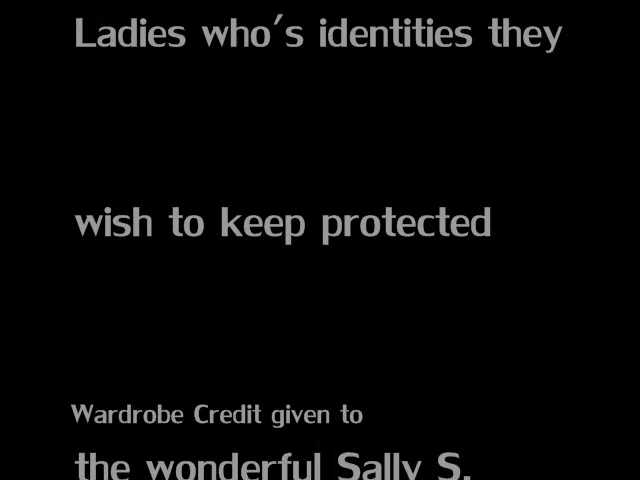 Ladies who's identities they
wish to keep protected
Wardrobe Credit given to
the wonderful Sally S.